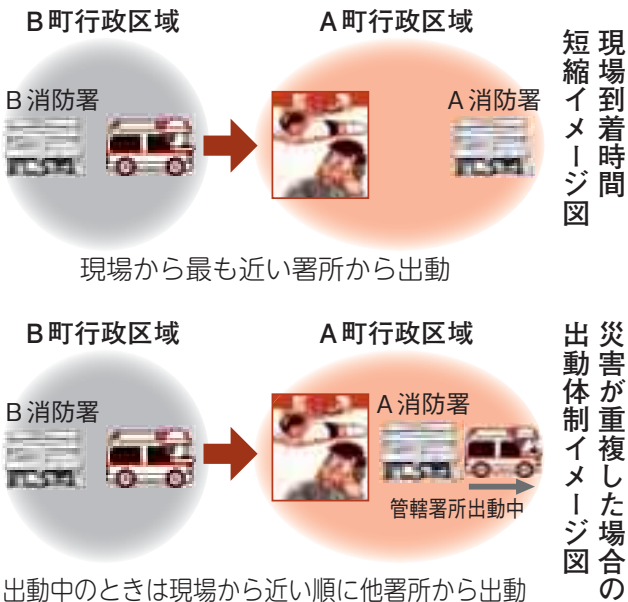 現場到着時間
短縮イメージ図
B町行政区域
A町行政区域
B消防署
A消防署
現場から最も近い署所から出動
災害が重複した場合の
出動体制イメージ図
B町行政区域
A町行政区域
B消防署
A消防署
管轄署所出動中
出動中のときは現場から近い順に他署所から出動